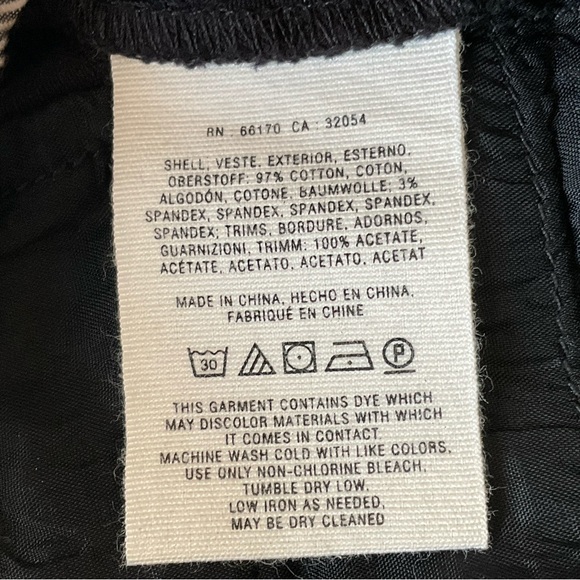 RN : 66170 CA : 32054
SHELL, VESTE, EXTERIOR, ESTERNO,
OBERSTOFF: 97% COTTON, COTON,
ALGODÓN, COTONE, BAUMWOLLE; 3%
SPANDEX, SPANDEX, SPANDEX, SPANDEX,
SPANDEX; TRIMS, BORDURE, ADORNOS,
GUARNIZIONI, TRIMM: 100% ACETATE,
ACÉTATE, ACETATO, ACETATO, ACETAT
MADE IN CHINA, HECHO EN CHINA,
FABRIQUÉ EN CHINE
30 P
THIS GARMENT CONTAINS DYE WHICH
MAY DISCOLOR MATERIALS WITH WHICH
IT COMES IN CONTACT.
MACHINE WASH COLD WITH LIKE COLORS.
USE ONLY NON-CHLORINE BLEACH.
TUMBLE DRY LOW.
LOW IRON AS NEEDED,
MAY BE DRY CLEANED